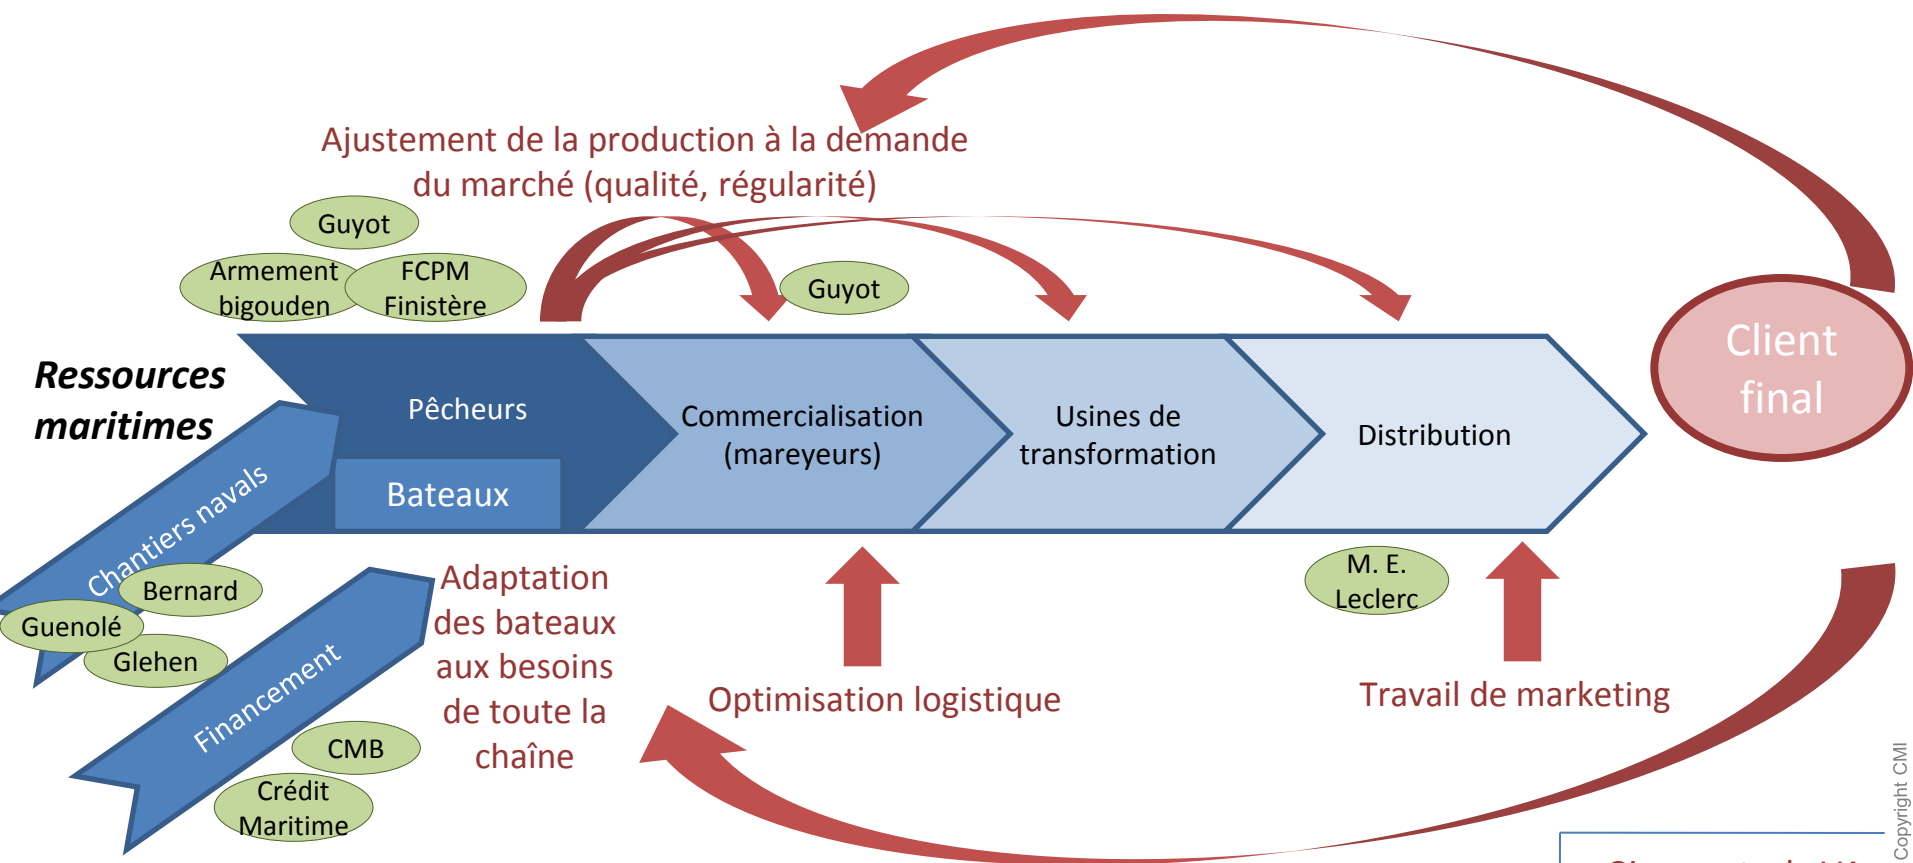 Ajustement de la production à la demande
du marché (qualité, régularité)
Guyot
Armement
bigouden
FCPM
Finistère
Guyot
Client
final
Ressources
maritimes
Pêcheurs
Bateaux
Commercialisation
(mareyeurs)
Usines de
transformation
Distribution
Chantiers navals
Bernard
Guenolé
Glehen
Financement
CMB
Crédit
Maritime
Adaptation
des bateaux
aux besoins
de toute la
chaîne
Optimisation logistique
M. E.
Leclerc
Travail de marketing
Copyright CMI